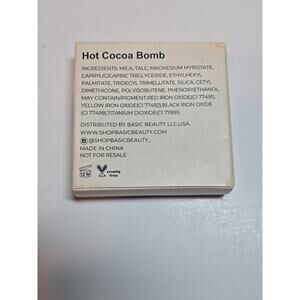 Hot Cocoa Bomb
INGREDIENTS: MICA, TALC, MAGNESIUM MYRISTATE,
CAPRYLIC/CAPRIC TRIGLYCERIDE, ETHYLHEXYL
PALMITATE, TRIDECYL TRIMELLITATE, SILICA, CETYL
DIMETHICONE, POLYISOBUTENE, PHENOXYETHANOL.
MAY CONTAIN/PIGMENT:RED IRON OXIDE(CI 77491),
YELLOW IRON OXIDE(CI 77492),BLACK IRON OXIDE
(CI 77499),TITANIUM DIOXIDE(CI 77891)
DISTRIBUTED BY BASIC BEAUTY LLC,USA.
WWW.SHOPBASICBEAUTY.COM
@SHOPBASICBEAUTY_
MADE IN CHINA
NOT FOR RESALE
12 M
cruelty
free